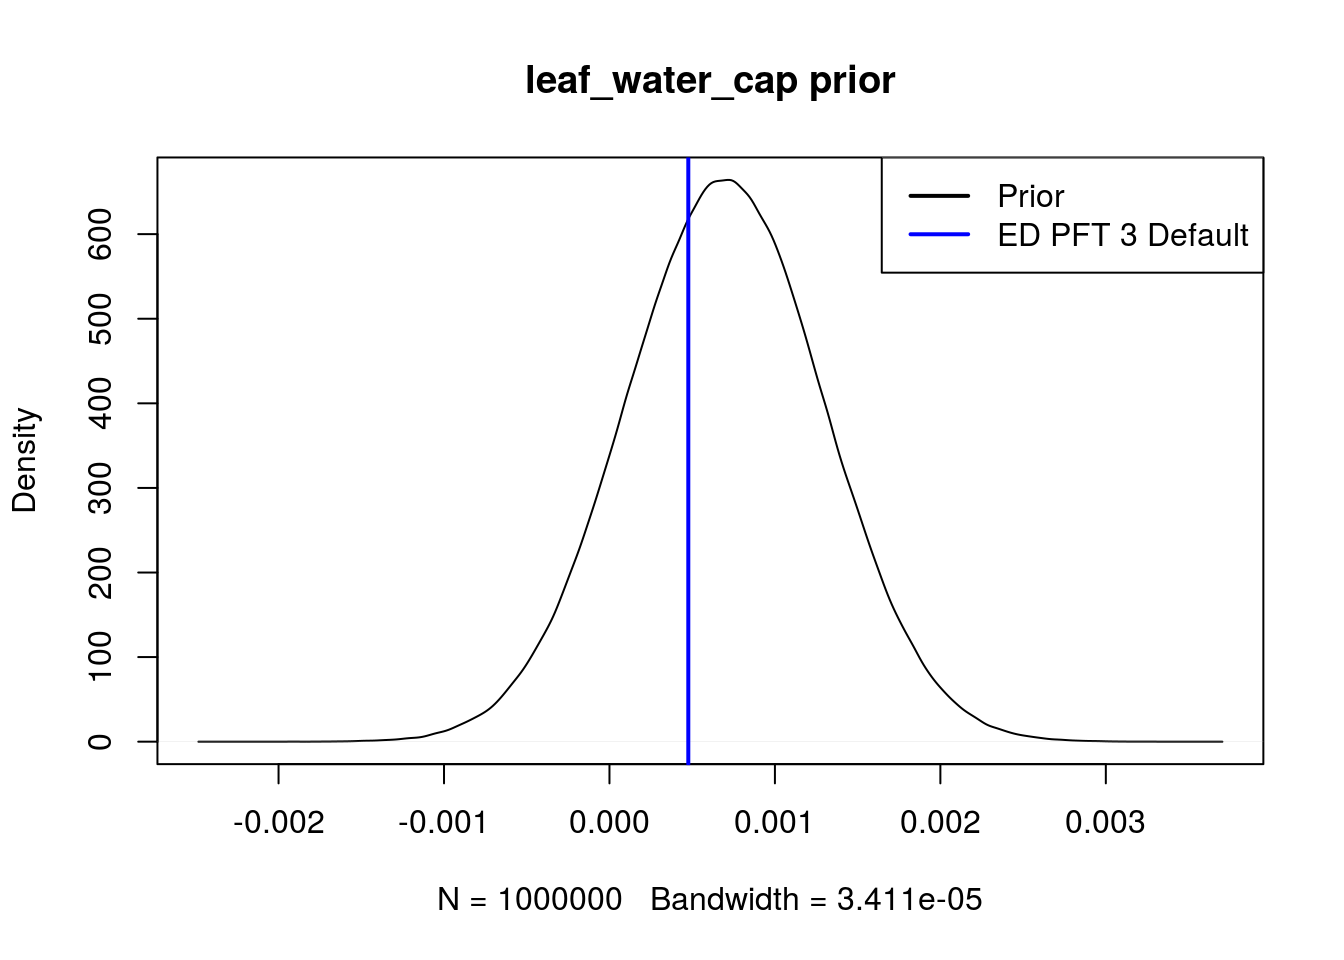 leaf_water_cap prior
Prior
ED PFT 3 Default
Density
600
500
400
300
200
100
0
-0.002 -0.001 0.000 0.001 0.002 0.003
N = 1000000 Bandwidth = 3.411e-05